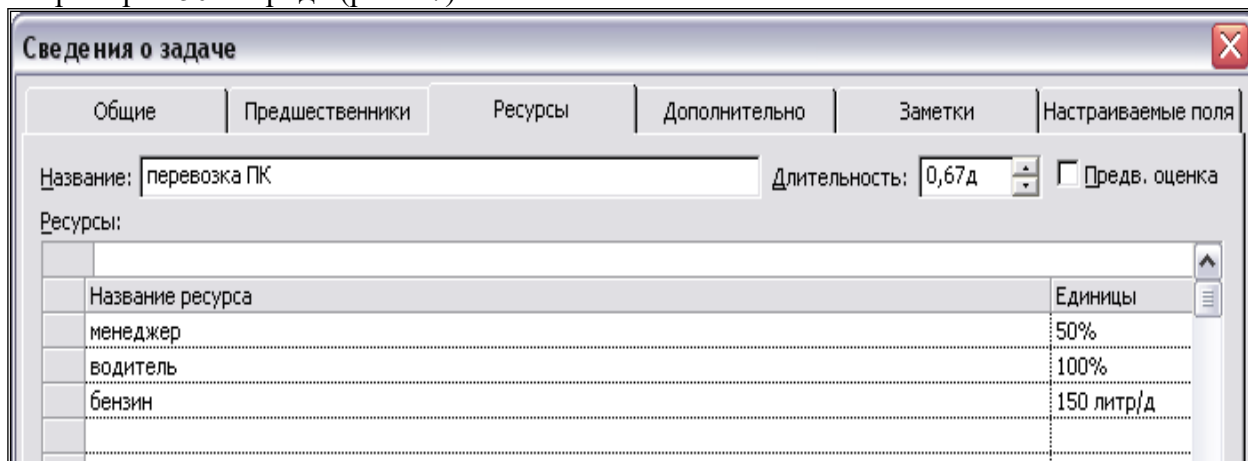 Сведения о задаче
Общие Предшественники Ресурсы Дополнительно Заметки Настраиваемые поля
Название: перевозка ПК Длительность: 0,67д Предв. оценка
Ресурсы:
Название ресурса Единицы
менеджер 50%
водитель 100%
бензин 150 литр/д